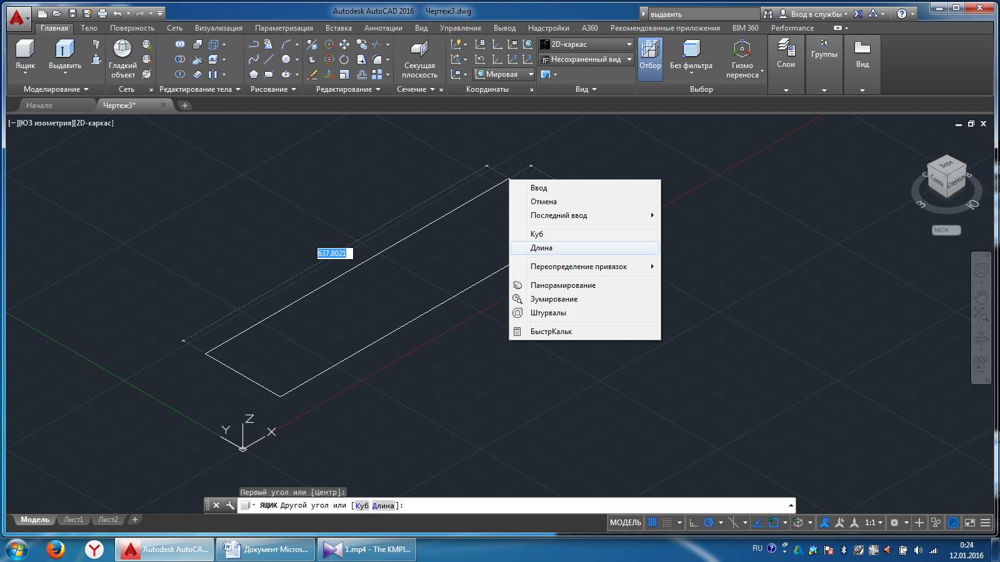 Autodesk AutoCAD 2016 Чертеж3.dwg
выдавить
Вход в службы
Главная Тело Поверхность Сеть Визуализация Параметризация Вставка Аннотации Вид Управление Вывод Надстройки A360 Рекомендованные приложения BIM 360 Performance
2D-каркас
Несохраненный вид
Мировая
Ящик Выдавить Гладкий объект Секущая плоскость Отбор Без фильтра Гизмо переноса Слои Группы Вид
Моделирование Сеть Редактирование тела Рисование Редактирование Сечение Координаты Вид Выбор
Начало Чертеж3*
[−][ЮЗ изометрия][2D-каркас]
Верх
Слева Спереди
С З Ю
МСК
637.8021
Ввод
Отмена
Последний ввод
Куб
Длина
Переопределение привязок
Панорамирование
Зумирование
Штурвалы
БыстрКальк
Z
Y X
Первый угол или [Центр]:
ЯЩИК Другой угол или [Куб Длина]:
Модель Лист1 Лист2
МОДЕЛЬ 1:1
Autodesk AutoCA... Документ Micros... 1.mp4 - The KMPl...
RU
0:24
12.01.2016